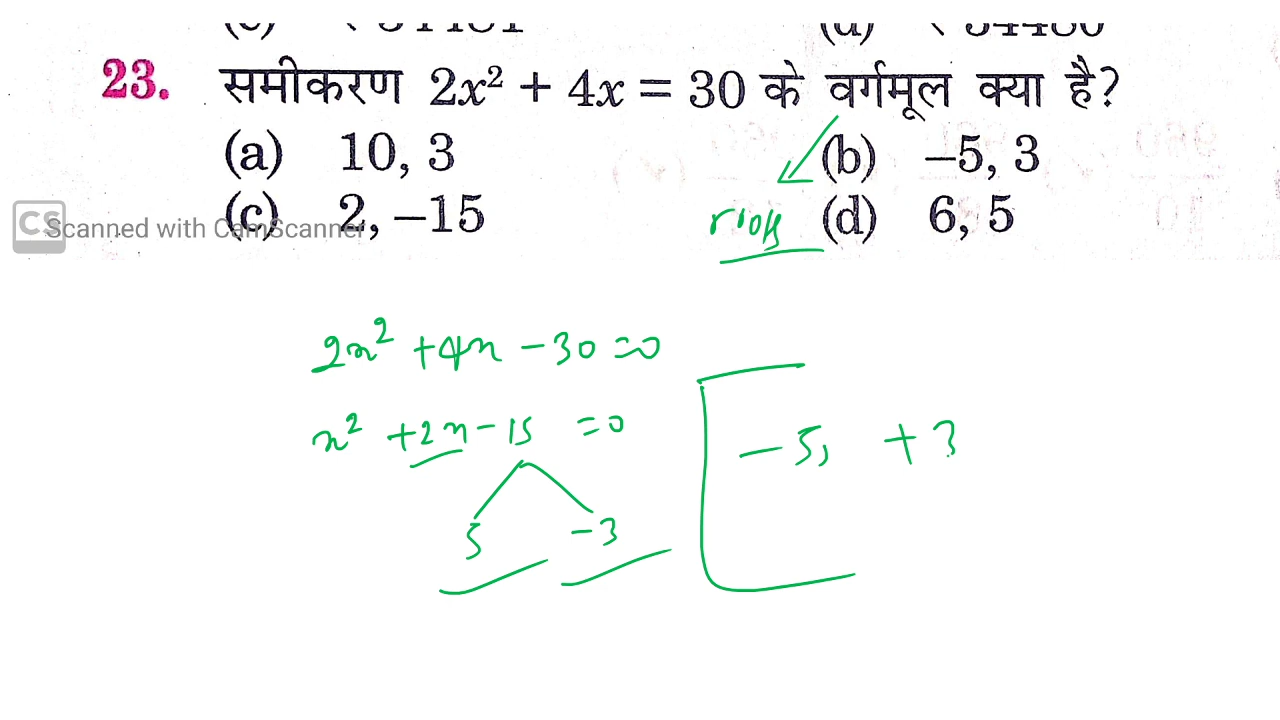 23. समीकरण 2x² + 4x = 30 के वर्गमूल क्या है?
(a) 10, 3 (b) –5, 3
(c) 2, –15 (d) 6, 5
CS Scanned with CamScanner
2x² + 4x - 30 = 0
x² + 2x - 15 = 0
- 5, + 3
5 - 3